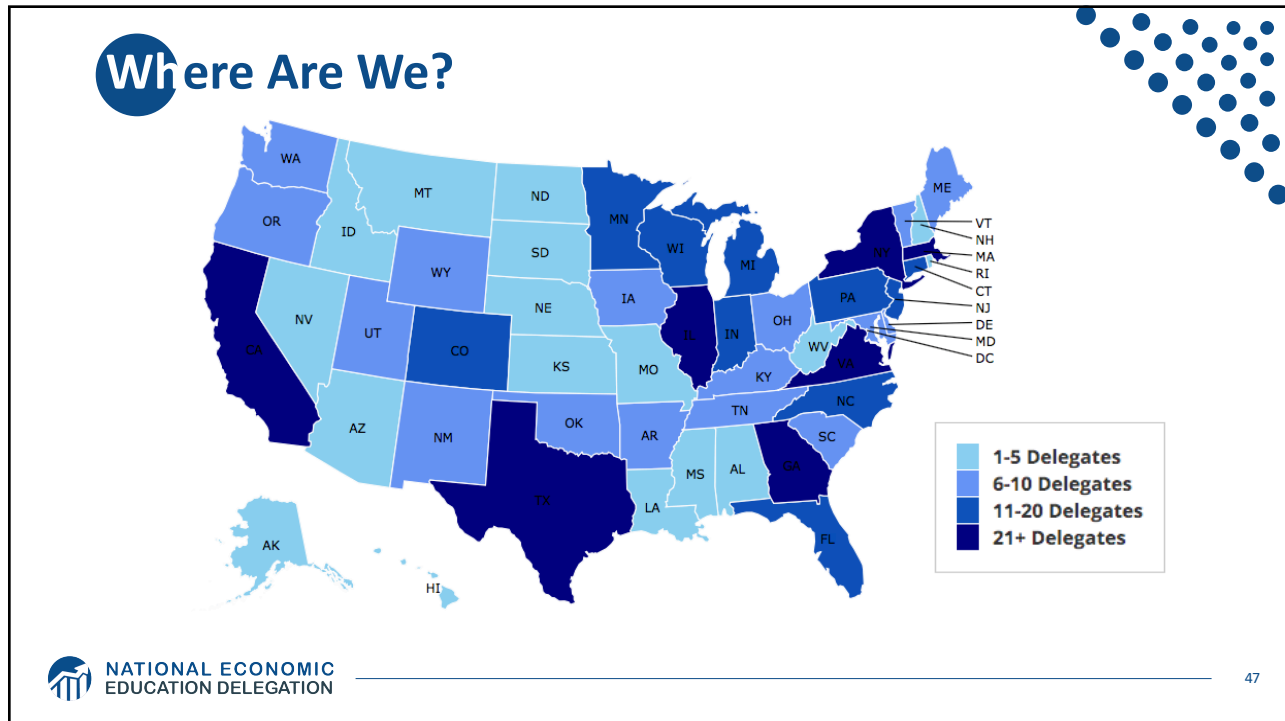 Where Are We?
WA
MT
ND
MN
ME
OR
ID
SD
WI
MI
NY
VT
NH
MA
RI
CT
NJ
DE
MD
DC
WY
NE
IA
PA
NV
UT
CO
IL
IN
OH
WV
VA
CA
KS
MO
KY
NC
AZ
NM
OK
AR
TN
SC
TX
LA
MS
AL
GA
FL
AK
HI
1-5 Delegates
6-10 Delegates
11-20 Delegates
21+ Delegates
NATIONAL ECONOMIC
EDUCATION DELEGATION
47